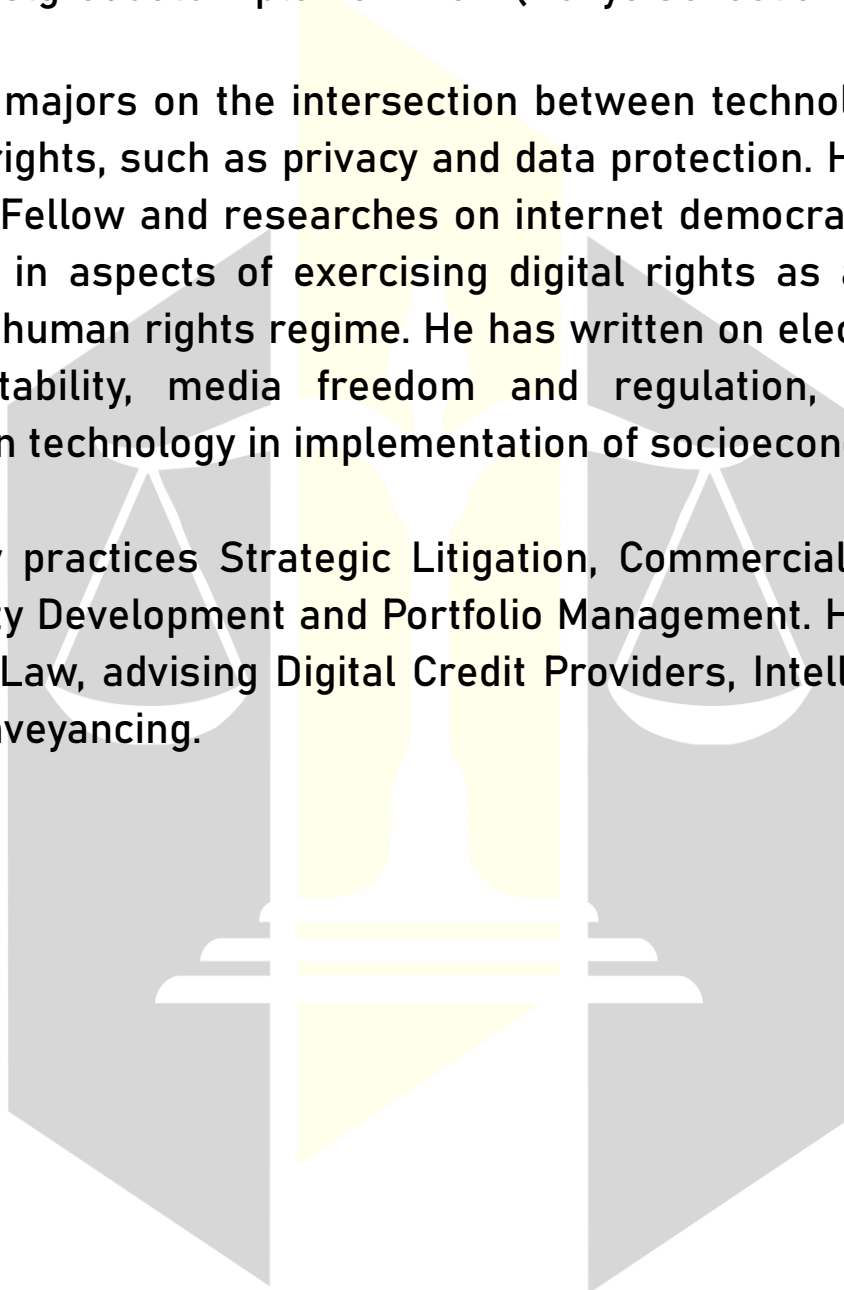 majors on the intersection between technol
rights, such as privacy and data protection. H
Fellow and researches on internet democra
in aspects of exercising digital rights as a
human rights regime. He has written on elec
tability, media freedom and regulation,
n technology in implementation of socioecon
practices Strategic Litigation, Commercial
ty Development and Portfolio Management. H
Law, advising Digital Credit Providers, Intell
nveyancing.